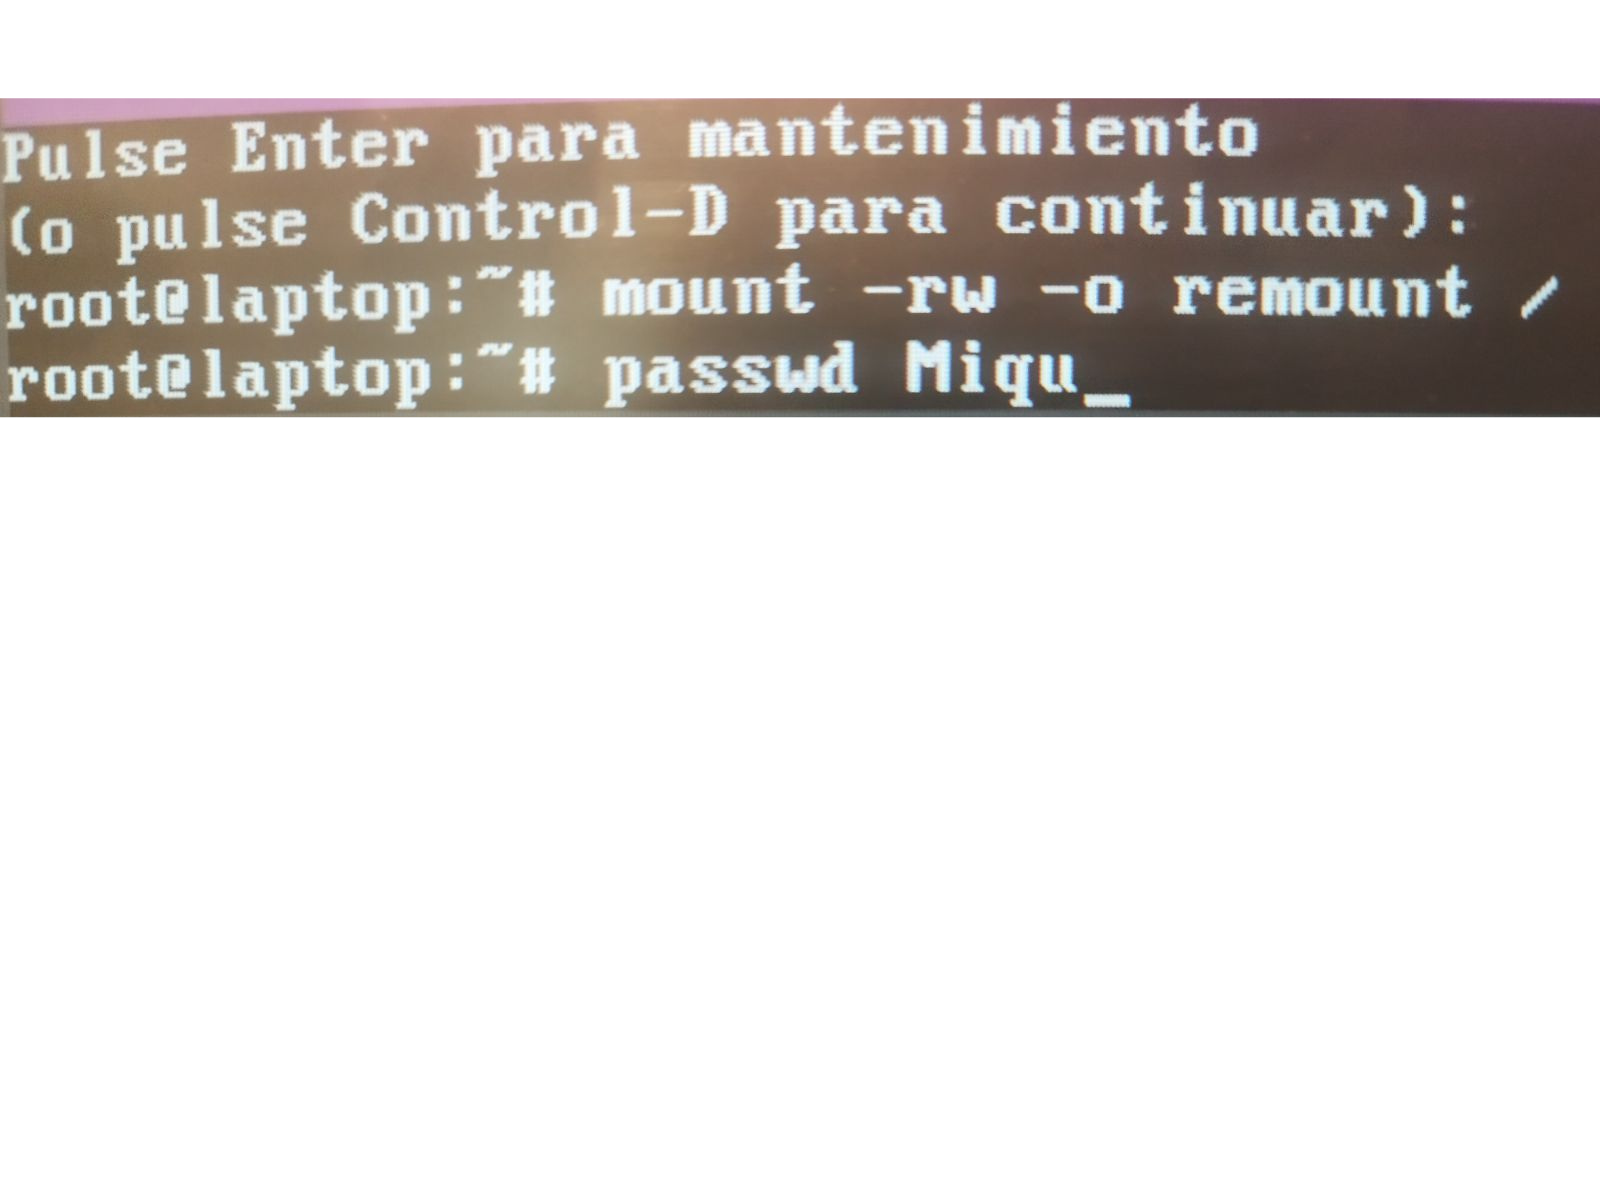 Pulse Enter para mantenimiento
(o pulse Control-D para continuar):
root@laptop:~# mount -rw -o remount /
root@laptop:~# passwd Miqu_